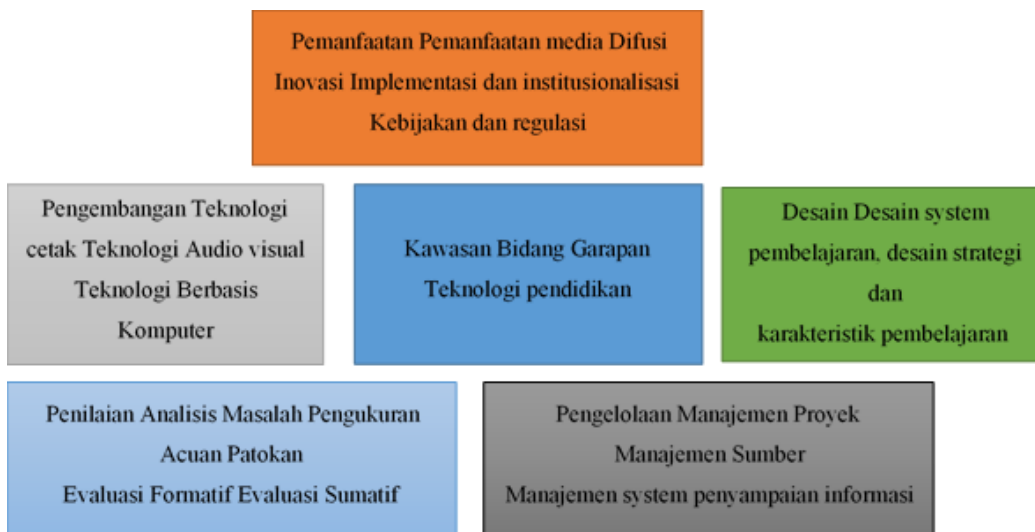 Pemanfaatan Pemanfaatan media Difusi
Inovasi Implementasi dan institusionalisasi
Kebijakan dan regulasi
Pengembangan Teknologi
cetak Teknologi Audio visual
Teknologi Berbasis
Komputer
Kawasan Bidang Garapan
Teknologi pendidikan
Desain Desain system
pembelajaran, desain strategi
dan
karakteristik pembelajaran
Penilaian Analisis Masalah Pengukuran
Acuan Patokan
Evaluasi Formatif Evaluasi Sumatif
Pengelolaan Manajemen Proyek
Manajemen Sumber
Manajemen system penyampaian informasi